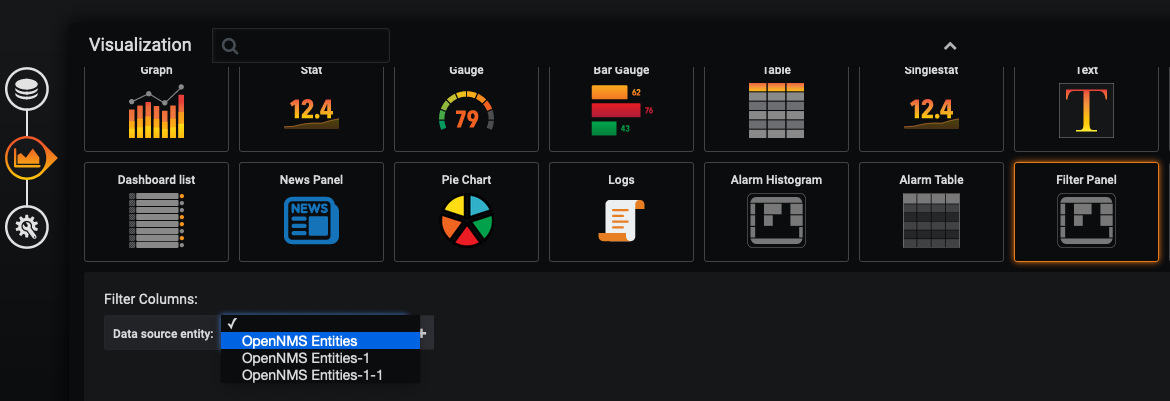 Visualization
Graph
Stat
Gauge
Bar Gauge
Table
Singlestat
Text
12.4
79
62
76
43
12.4
T
Dashboard list
News Panel
Pie Chart
Logs
Alarm Histogram
Alarm Table
Filter Panel
NEWS
Filter Columns:
Data source entity:
✓
+
OpenNMS Entities
OpenNMS Entities-1
OpenNMS Entities-1-1